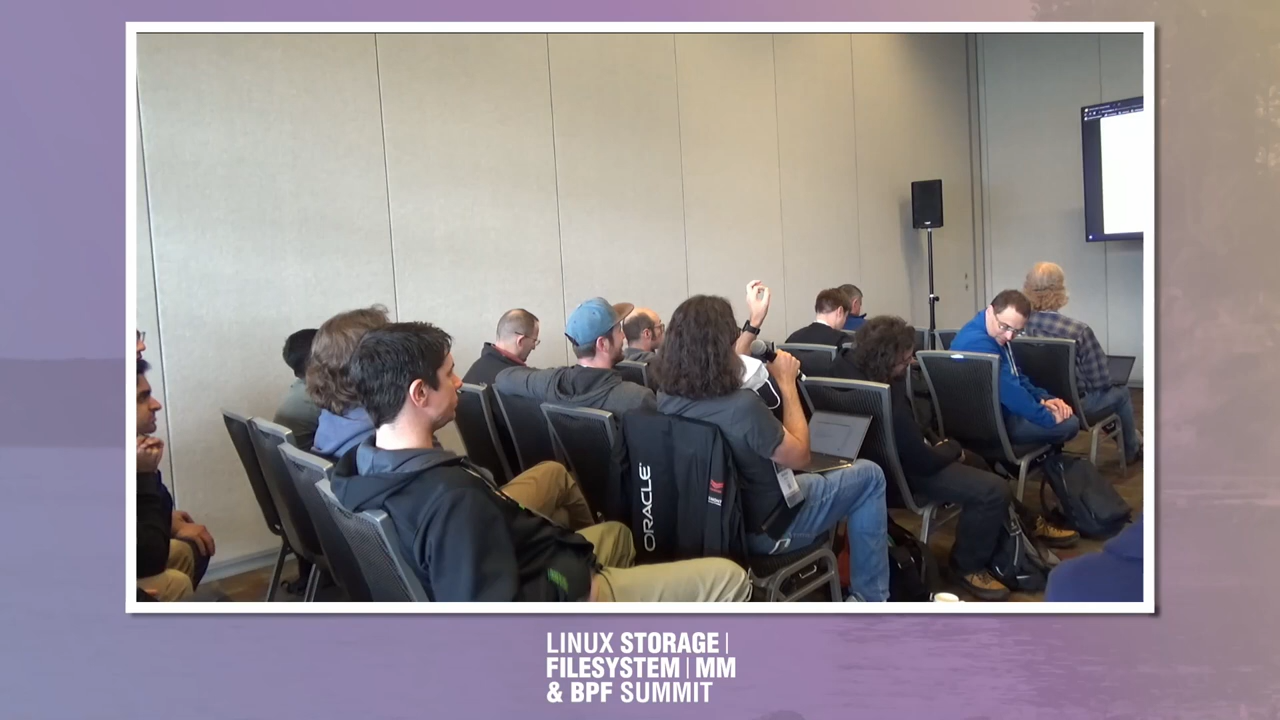 ORACLE
LINUX STORAGE |
FILESYSTEM | MM
& BPF SUMMIT